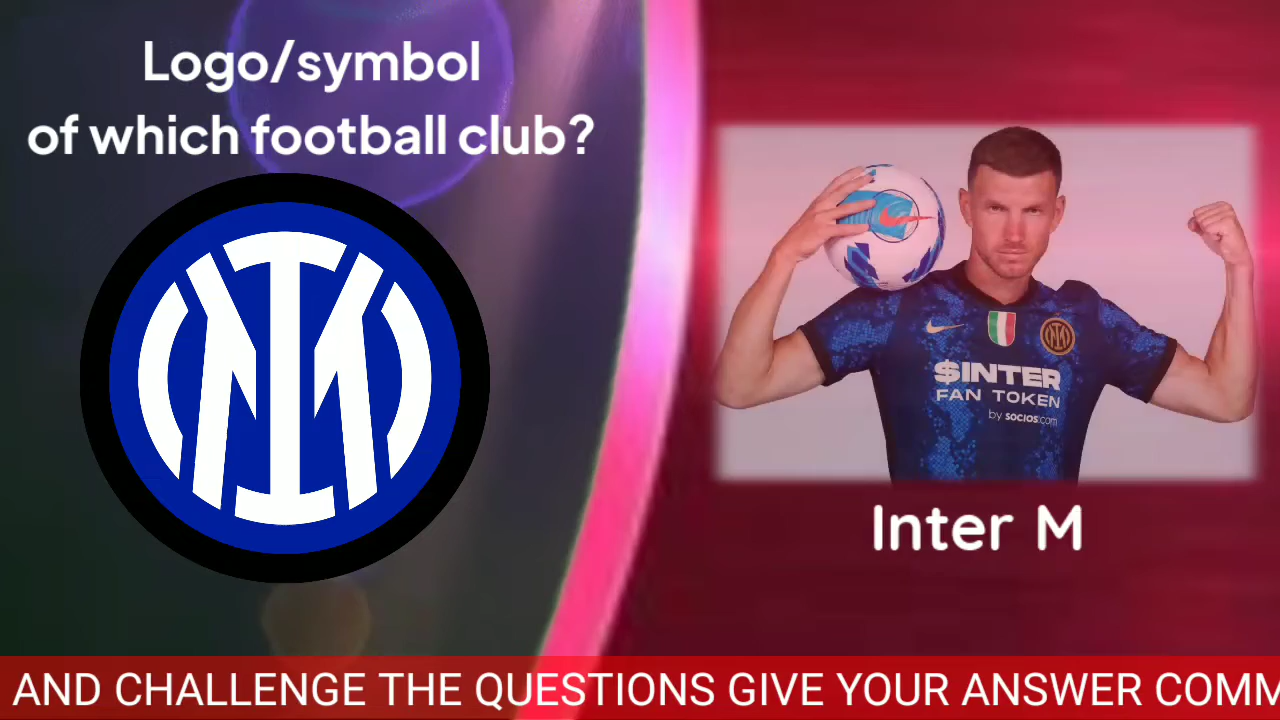 Logo/symbol
of which football club?
IM
$INTER
FAN TOKEN
by socios.com
Inter M
AND CHALLENGE THE QUESTIONS GIVE YOUR ANSWER COMM